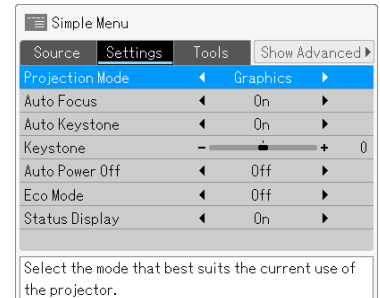 Simple Menu
Source Settings Tools Show Advanced
Projection Mode Graphics
Auto Focus On
Auto Keystone On
Keystone - + 0
Auto Power Off Off
Eco Mode Off
Status Display On
Select the mode that best suits the current use of
the projector.